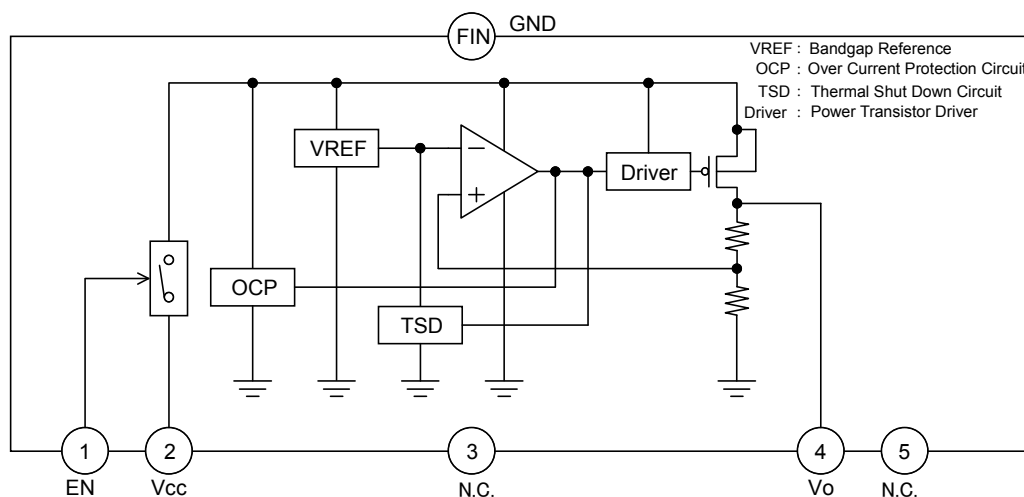 FIN GND
VREF : Bandgap Reference
OCP : Over Current Protection Circuit
TSD : Thermal Shut Down Circuit
Driver : Power Transistor Driver
VREF
−
+
Driver
OCP
TSD
1 2 3 4 5
EN Vcc N.C. Vo N.C.